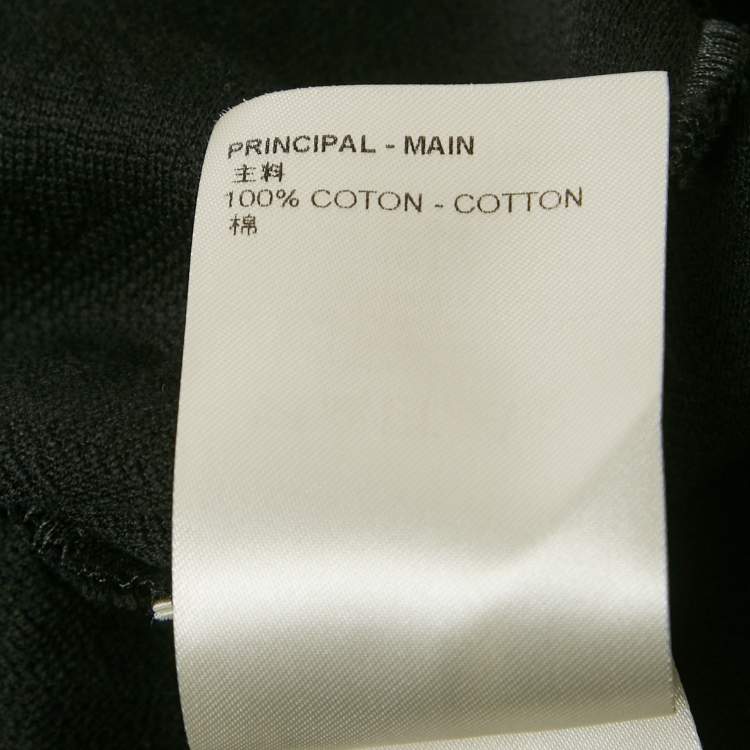 PRINCIPAL - MAIN
主料
100% COTON - COTTON
棉